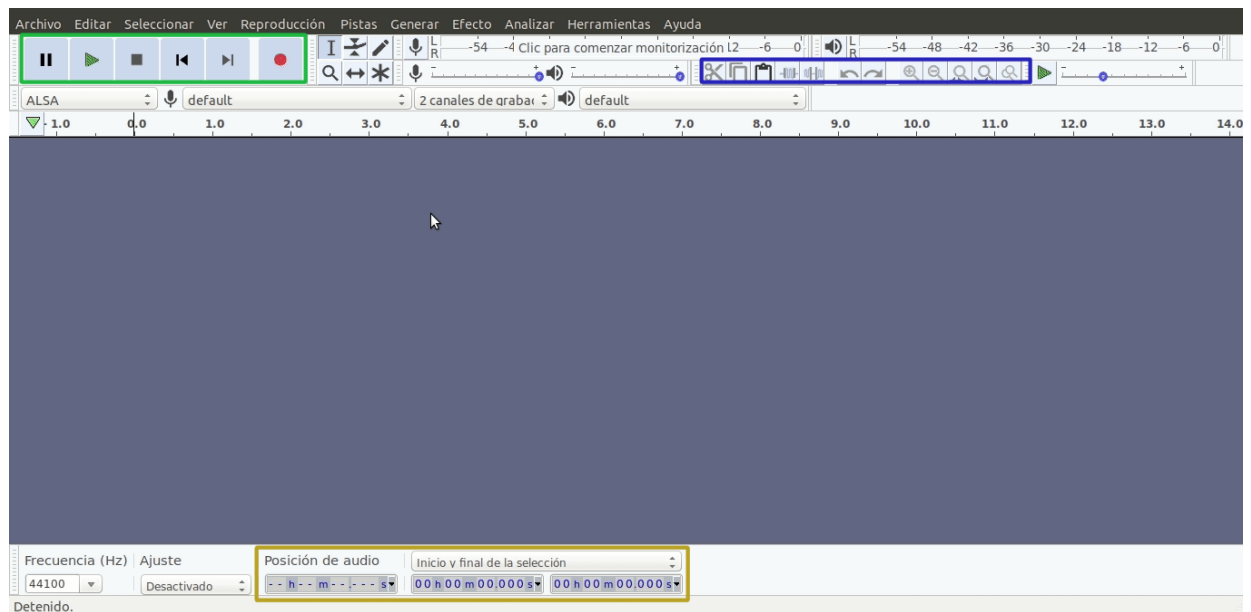 Archivo Editar Seleccionar Ver Reproducción Pistas Generar Efecto Analizar Herramientas Ayuda
L R -54 -4 Clic para comenzar monitorización L2 -6 0 L R -54 -48 -42 -36 -30 -24 -18 -12 -6 0
- + - + - +
ALSA default 2 canales de grabac default
- 1.0 0.0 1.0 2.0 3.0 4.0 5.0 6.0 7.0 8.0 9.0 10.0 11.0 12.0 13.0 14.0
Frecuencia (Hz) Ajuste Posición de audio Inicio y final de la selección
44100 Desactivado - - h - - m - - . - - - s 00 h 00 m 00.000 s 00 h 00 m 00.000 s
Detenido.